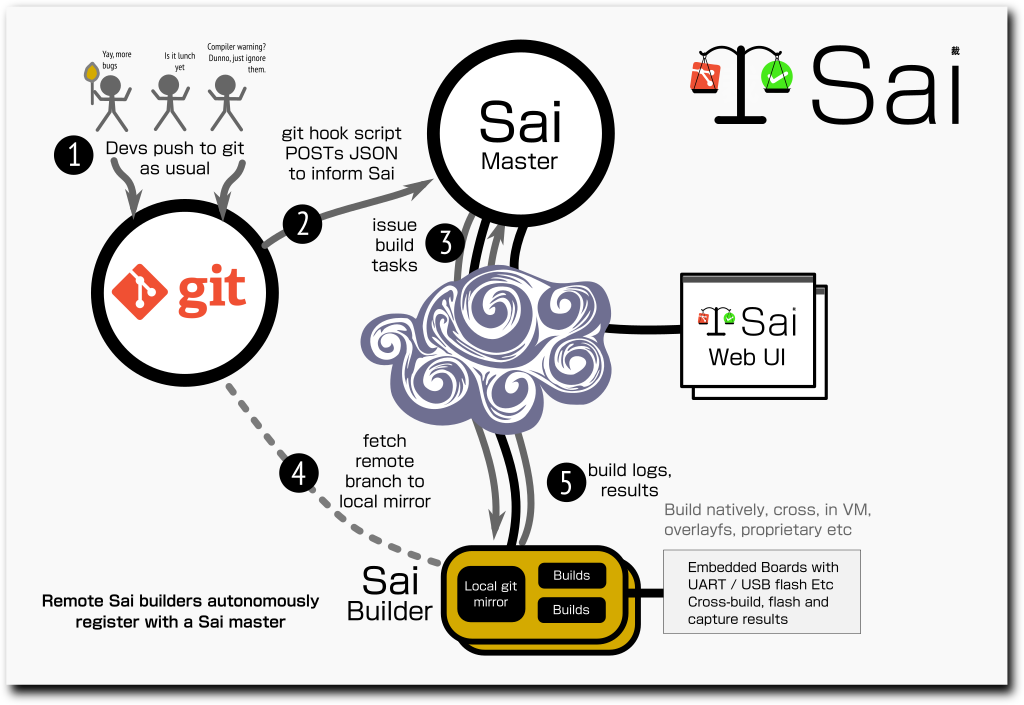 Yay, more
bugs
Is it lunch
yet
Compiler warning?
Dunno, just ignore
them.
1
Devs push to git
as usual
git
git hook script
POSTs JSON
to inform Sai
2
Sai
Master
裁
Sai
issue
build
tasks
3
Sai
Web UI
fetch
remote
branch to
local mirror
4
5
build logs,
results
Build natively, cross, in VM,
overlayfs, proprietary etc
Embedded Boards with
UART / USB flash Etc
Cross-build, flash and
capture results
Sai
Builder
Local git
mirror
Builds
Builds
Remote Sai builders autonomously
register with a Sai master